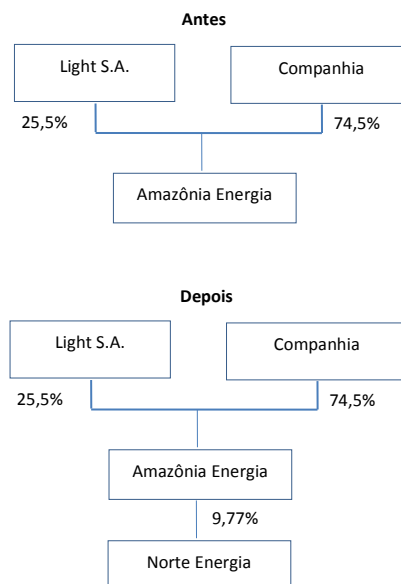 Antes
Light S.A.
Companhia
25,5%
74,5%
Amazônia Energia
Depois
Light S.A.
Companhia
25,5%
74,5%
Amazônia Energia
9,77%
Norte Energia